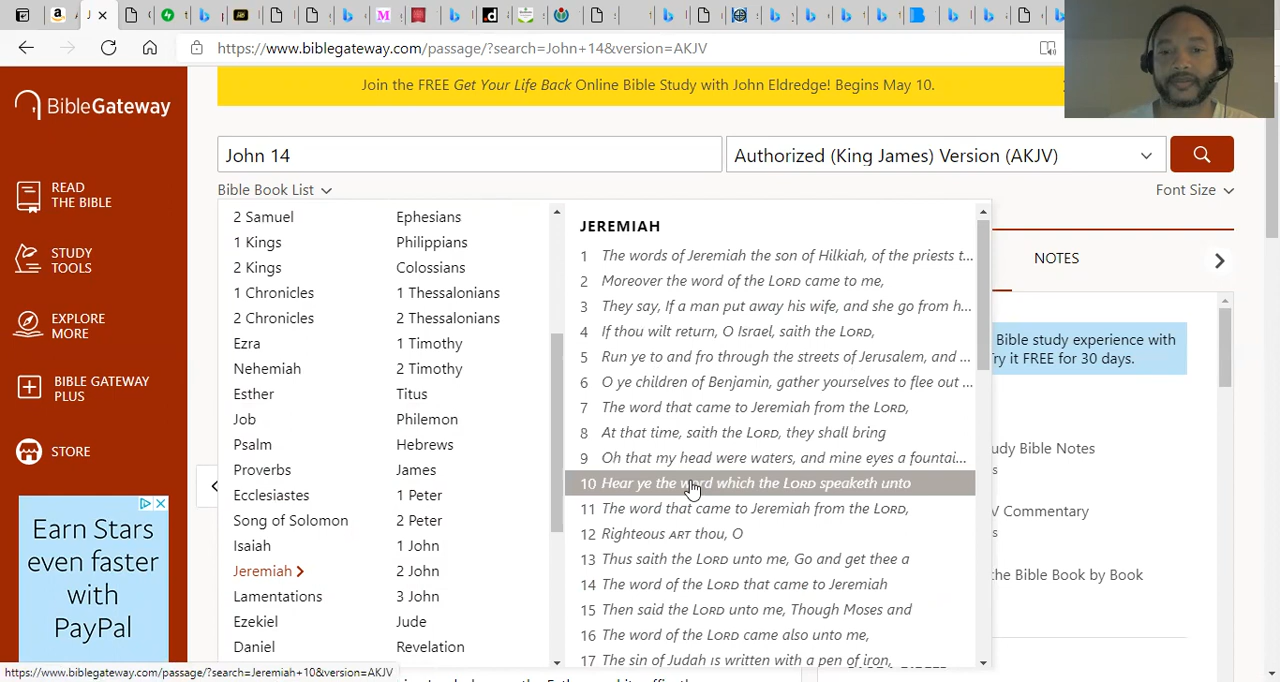 https://www.biblegateway.com/passage/?search=John+14&version=AKJV
Join the FREE Get Your Life Back Online Bible Study with John Eldredge! Begins May 10.
BibleGateway
READ
THE BIBLE
STUDY
TOOLS
EXPLORE
MORE
BIBLE GATEWAY
PLUS
STORE
Earn Stars
even faster
with
PayPal
John 14
Authorized (King James) Version (AKJV)
Bible Book List
Font Size
2 Samuel
1 Kings
2 Kings
1 Chronicles
2 Chronicles
Ezra
Nehemiah
Esther
Job
Psalm
Proverbs
Ecclesiastes
Song of Solomon
Isaiah
Jeremiah
Lamentations
Ezekiel
Daniel
Ephesians
Philippians
Colossians
1 Thessalonians
2 Thessalonians
1 Timothy
2 Timothy
Titus
Philemon
Hebrews
James
1 Peter
2 Peter
1 John
2 John
3 John
Jude
Revelation
JEREMIAH
1 The words of Jeremiah the son of Hilkiah, of the priests t...
2 Moreover the word of the LORD came to me,
3 They say, If a man put away his wife, and she go from h...
4 If thou wilt return, O Israel, saith the LORD,
5 Run ye to and fro through the streets of Jerusalem, and ...
6 O ye children of Benjamin, gather yourselves to flee out ...
7 The word that came to Jeremiah from the LORD,
8 At that time, saith the LORD, they shall bring
9 Oh that my head were waters, and mine eyes a fountai...
10 Hear ye the word which the LORD speaketh unto
11 The word that came to Jeremiah from the LORD,
12 Righteous ART thou, O
13 Thus saith the LORD unto me, Go and get thee a
14 The word of the LORD that came to Jeremiah
15 Then said the LORD unto me, Though Moses and
16 The word of the LORD came also unto me,
17 The sin of Judah is written with a pen of iron,
NOTES
Bible study experience with
Try it FREE for 30 days.
udy Bible Notes
s
V Commentary
s
the Bible Book by Book
https://www.biblegateway.com/passage/?search=Jeremiah+10&version=AKJV